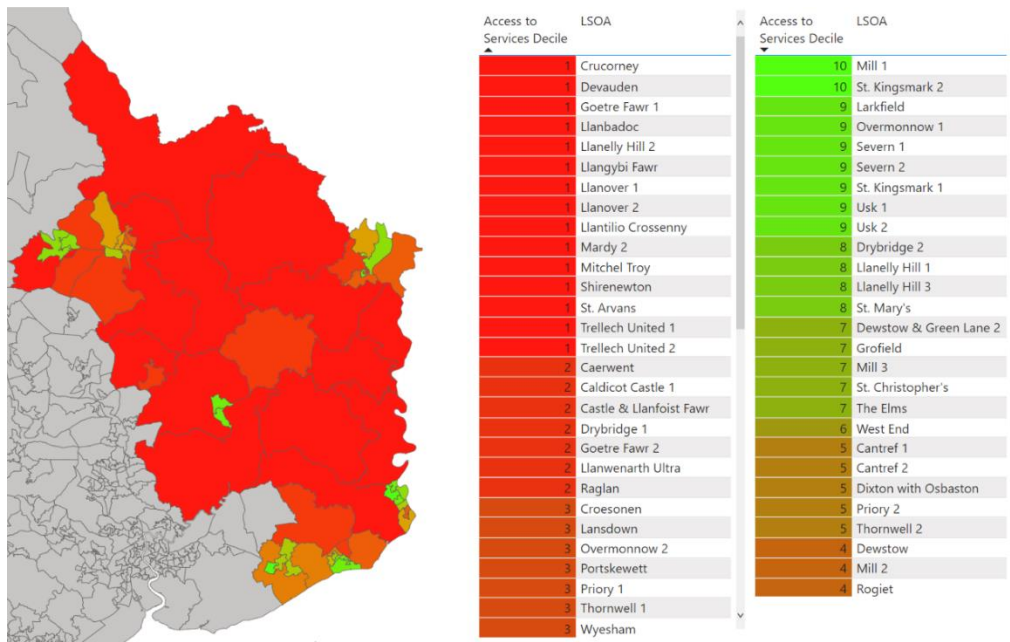 Access to
Services Decile
LSOA
1 Crucorney
1 Devauden
1 Goetre Fawr 1
1 Llanbadoc
1 Llanelly Hill 2
1 Llangybi Fawr
1 Llanover 1
1 Llanover 2
1 Llantilio Crossenny
1 Mardy 2
1 Mitchel Troy
1 Shirenewton
1 St. Arvans
1 Trellech United 1
1 Trellech United 2
2 Caerwent
2 Caldicot Castle 1
2 Castle & Llanfoist Fawr
2 Drybridge 1
2 Goetre Fawr 2
2 Llanwenarth Ultra
2 Raglan
3 Croesonen
3 Lansdown
3 Overmonnow 2
3 Portskewett
3 Priory 1
3 Thornwell 1
3 Wyesham
Access to
Services Decile
LSOA
10 Mill 1
10 St. Kingsmark 2
9 Larkfield
9 Overmonnow 1
9 Severn 1
9 Severn 2
9 St. Kingsmark 1
9 Usk 1
9 Usk 2
8 Drybridge 2
8 Llanelly Hill 1
8 Llanelly Hill 3
8 St. Mary's
7 Dewstow & Green Lane 2
7 Grofield
7 Mill 3
7 St. Christopher's
7 The Elms
6 West End
5 Cantref 1
5 Cantref 2
5 Dixton with Osbaston
5 Priory 2
5 Thornwell 2
4 Dewstow
4 Mill 2
4 Rogiet